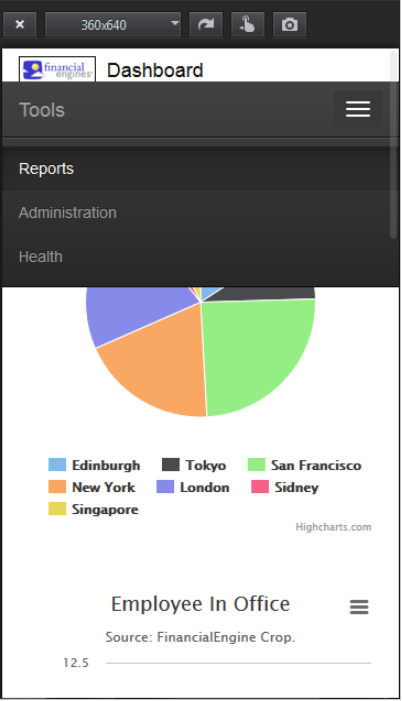 × 360x640
financial engines Dashboard
Tools
Reports
Administration
Health
Edinburgh Tokyo San Francisco
New York London Sidney
Singapore
Highcharts.com
Employee In Office
Source: FinancialEngine Crop.
12.5